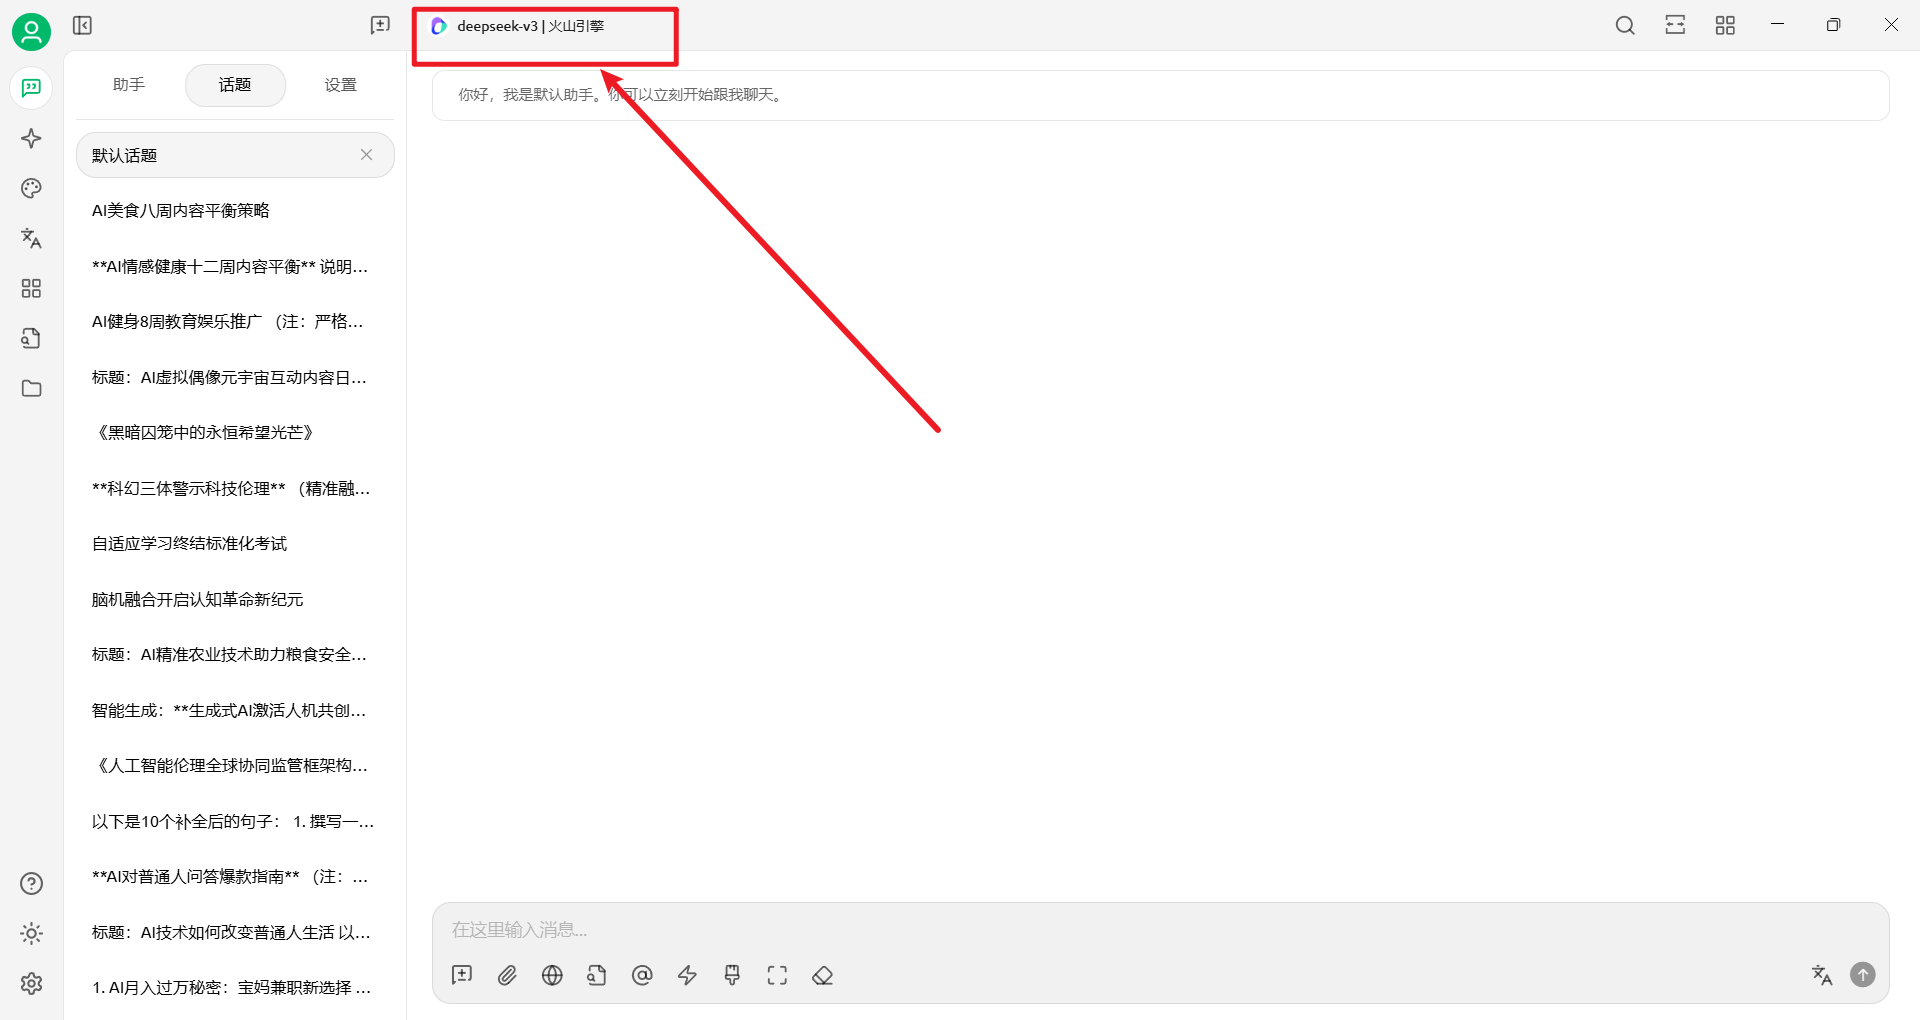 deepseek-v3 | 火山引擎
助手
话题
设置
你好，我是默认助手。你可以立刻开始跟我聊天。
默认话题
AI美食八周内容平衡策略
**AI情感健康十二周内容平衡** 说明...
AI健身8周教育娱乐推广 （注：严格...
标题：AI虚拟偶像元宇宙互动内容日...
《黑暗囚笼中的永恒希望光芒》
**科幻三体警示科技伦理** （精准融...
自适应学习终结标准化考试
脑机融合开启认知革命新纪元
标题：AI精准农业技术助力粮食安全...
智能生成：**生成式AI激活人机共创...
《人工智能伦理全球协同监管框架构...
以下是10个补全后的句子： 1. 撰写一...
**AI对普通人问答爆款指南** （注：...
标题：AI技术如何改变普通人生活 以...
1. AI月入过万秘密：宝妈兼职新选择 ...
在这里输入消息...